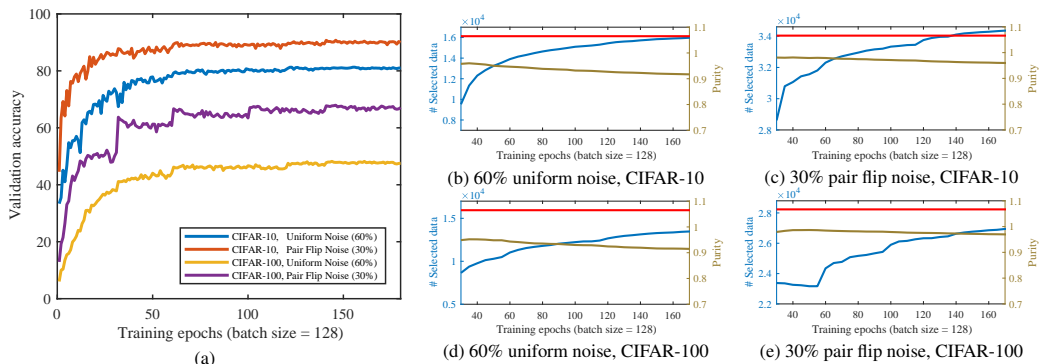 100
80
60
40
20
0
Validation accuracy
CIFAR-10, Uniform Noise (60%)
CIFAR-10, Pair Flip Noise (30%)
CIFAR-100, Uniform Noise (60%)
CIFAR-100, Pair Flip Noise (30%)
0 50 100 150
Training epochs (batch size = 128)
(a)
×10⁴
# Selected data
1.6
1.4
1.2
1
0.8
1.1
1
0.9
0.8
0.7
Purity
40 60 80 100 120 140 160
Training epochs (batch size = 128)
(b) 60% uniform noise, CIFAR-10
×10⁴
# Selected data
3.4
3.2
3
2.8
1.1
1
0.9
0.8
0.7
Purity
40 60 80 100 120 140 160
Training epochs (batch size = 128)
(c) 30% pair flip noise, CIFAR-10
×10⁴
# Selected data
1.5
1
0.5
1.1
1
0.9
0.8
0.7
Purity
40 60 80 100 120 140 160
Training epochs (batch size = 128)
(d) 60% uniform noise, CIFAR-100
×10⁴
# Selected data
2.8
2.6
2.4
2.2
1.1
1
0.9
0.8
0.7
Purity
40 60 80 100 120 140 160
Training epochs (batch size = 128)
(e) 30% pair flip noise, CIFAR-100